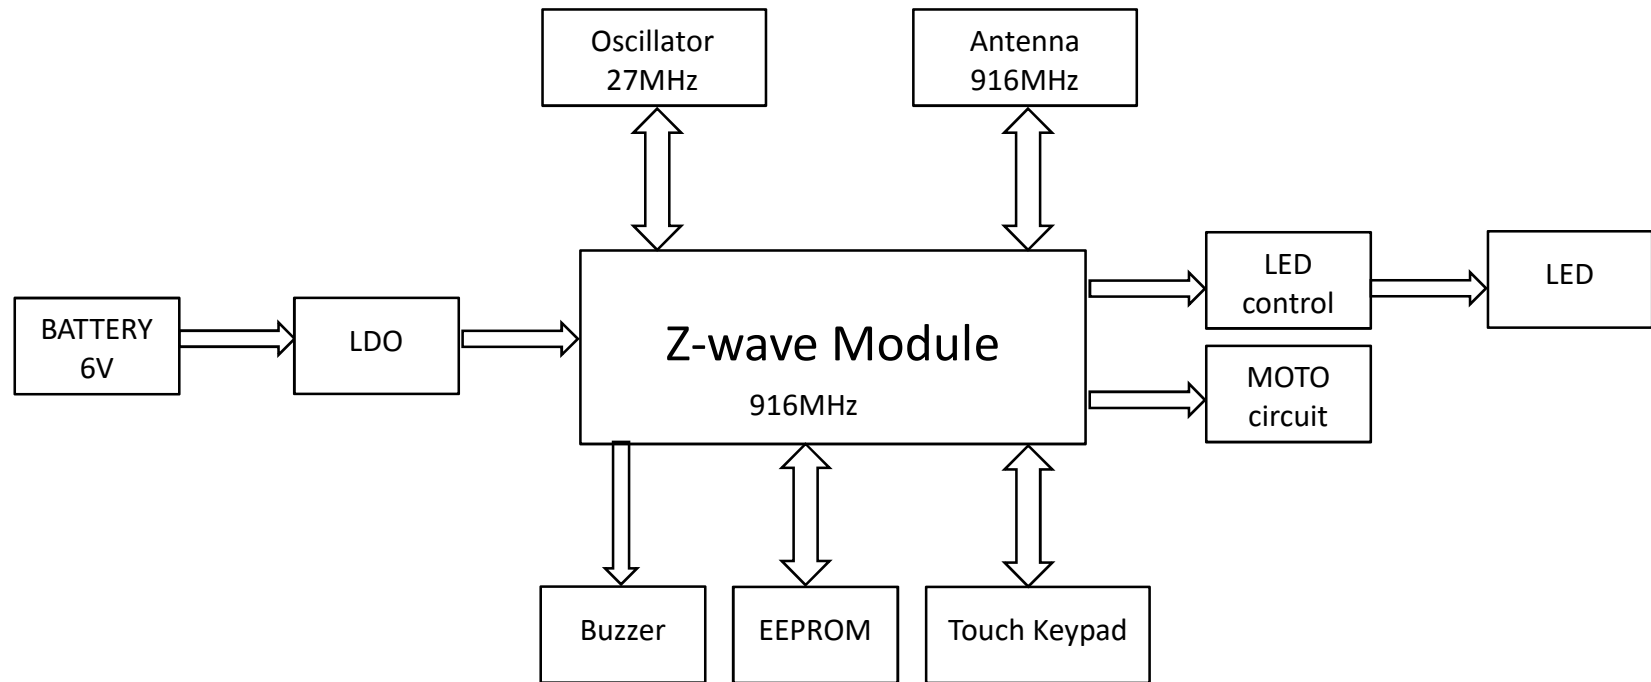 Oscillator
27MHz
Antenna
916MHz
BATTERY
6V
LDO
Z-wave Module
916MHz
LED
control
LED
MOTO
circuit
Buzzer
EEPROM
Touch Keypad